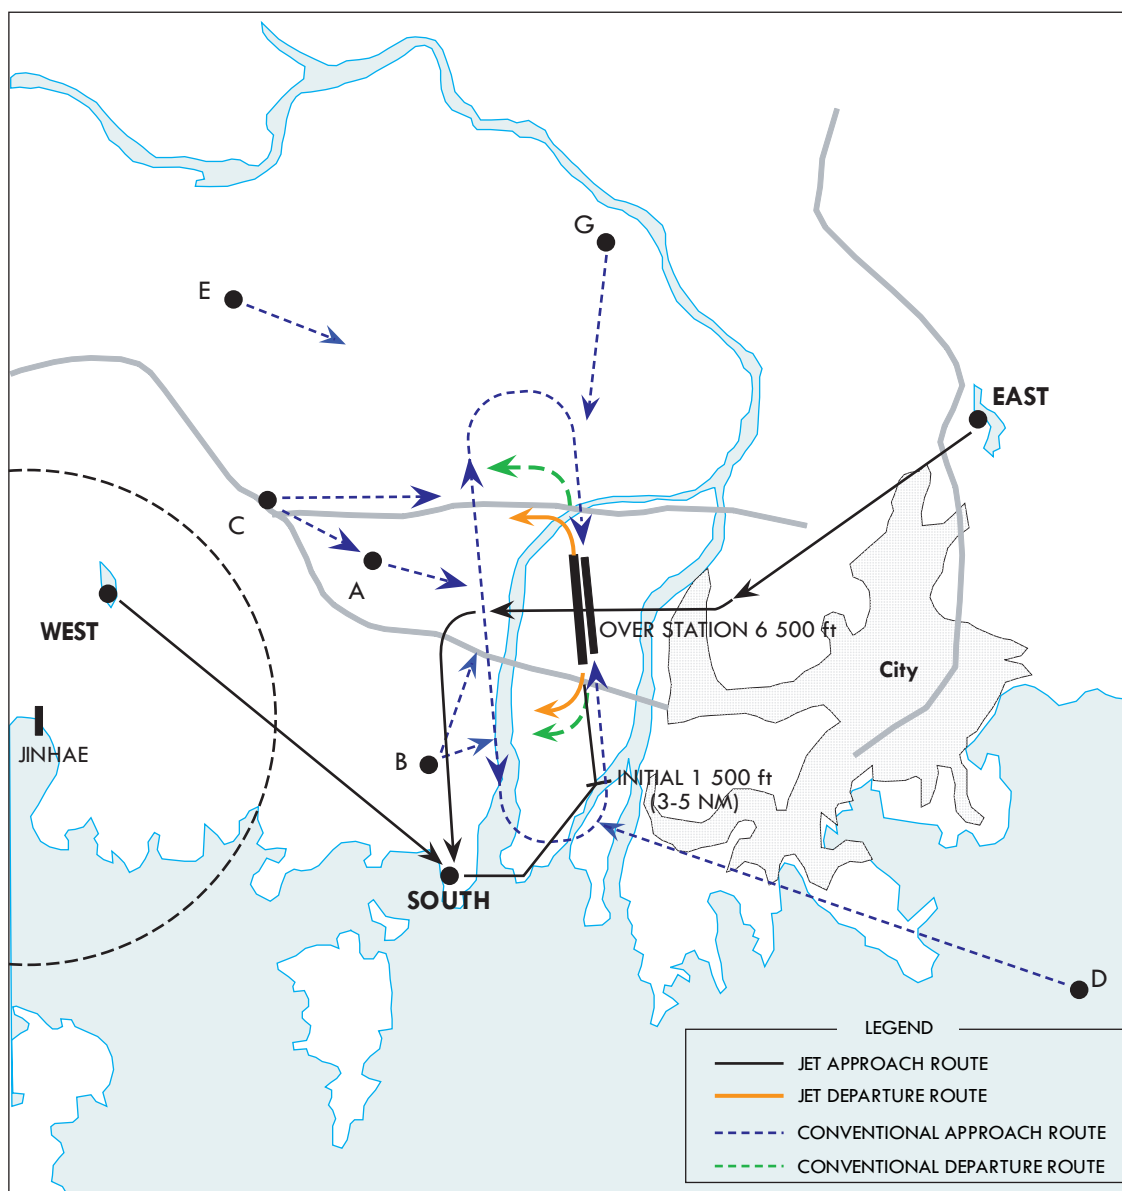 G
E
EAST
C
A
WEST
OVER STATION 6 500 ft
City
JINHAE
B
INITIAL 1 500 ft
(3-5 NM)
SOUTH
D
LEGEND
JET APPROACH ROUTE
JET DEPARTURE ROUTE
CONVENTIONAL APPROACH ROUTE
CONVENTIONAL DEPARTURE ROUTE